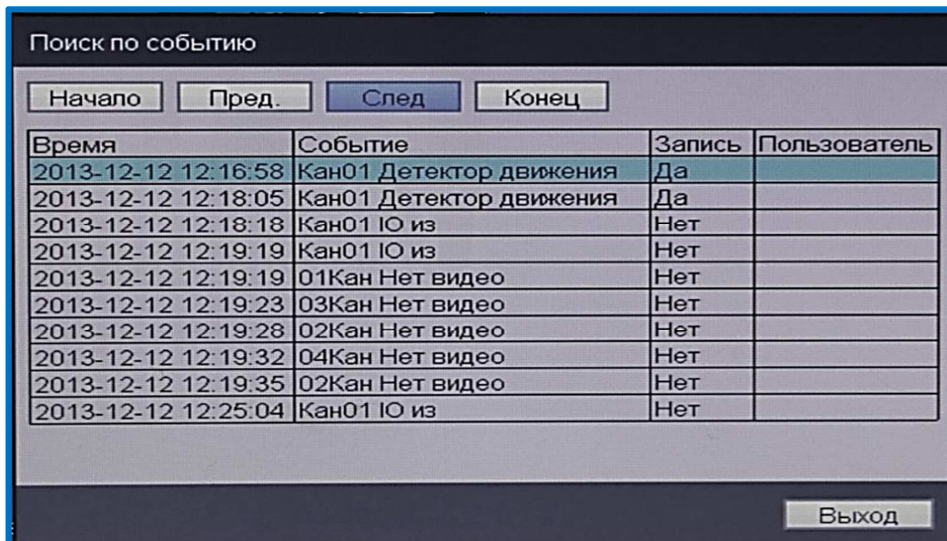 Поиск по событию
Начало Пред. След Конец
Время Событие Запись Пользователь
2013-12-12 12:16:58 Кан01 Детектор движения Да
2013-12-12 12:18:05 Кан01 Детектор движения Да
2013-12-12 12:18:18 Кан01 IO из Нет
2013-12-12 12:19:19 Кан01 IO из Нет
2013-12-12 12:19:19 01Кан Нет видео Нет
2013-12-12 12:19:23 03Кан Нет видео Нет
2013-12-12 12:19:28 02Кан Нет видео Нет
2013-12-12 12:19:32 04Кан Нет видео Нет
2013-12-12 12:19:35 02Кан Нет видео Нет
2013-12-12 12:25:04 Кан01 IO из Нет
Выход